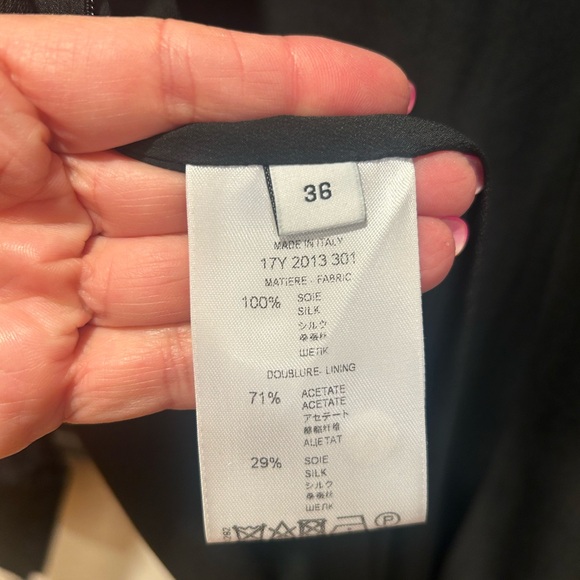 36
MADE IN ITALY
17Y 2013 301
MATIERE - FABRIC
100% SOIE
SILK
シルク
桑蚕丝
ШЕЛК
DOUBLURE- LINING
71% ACETATE
ACETATE
アセテート
醋酯纤维
АЦЕТАТ
29% SOIE
SILK
シルク
桑蚕丝
ШЕЛК
P